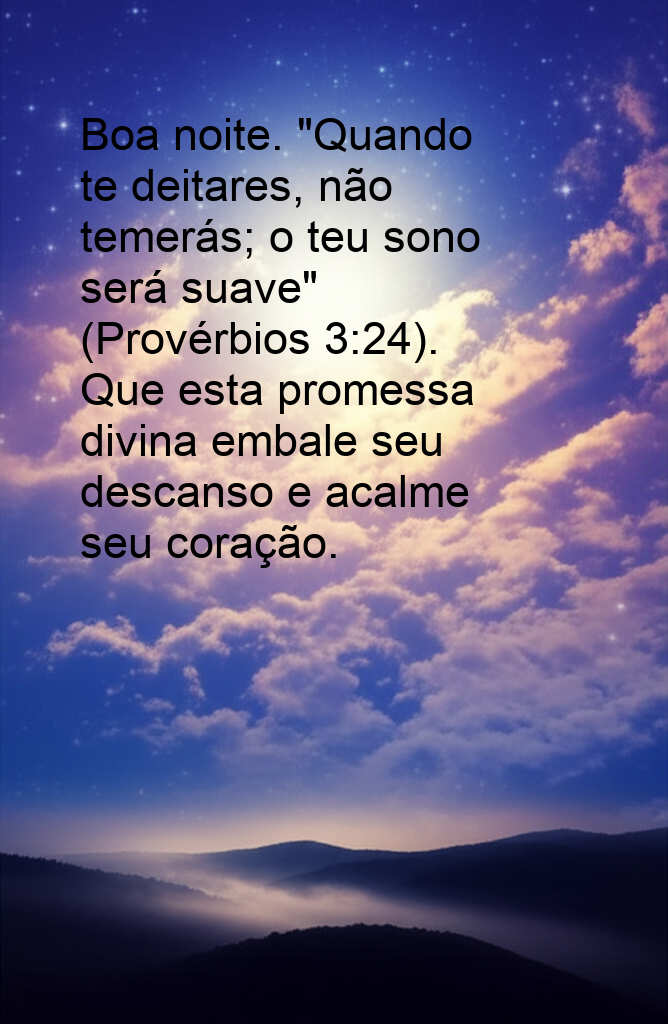 Boa noite. "Quando
te deitares, não
temerás; o teu sono
será suave"
(Provérbios 3:24).
Que esta promessa
divina embale seu
descanso e acalme
seu coração.